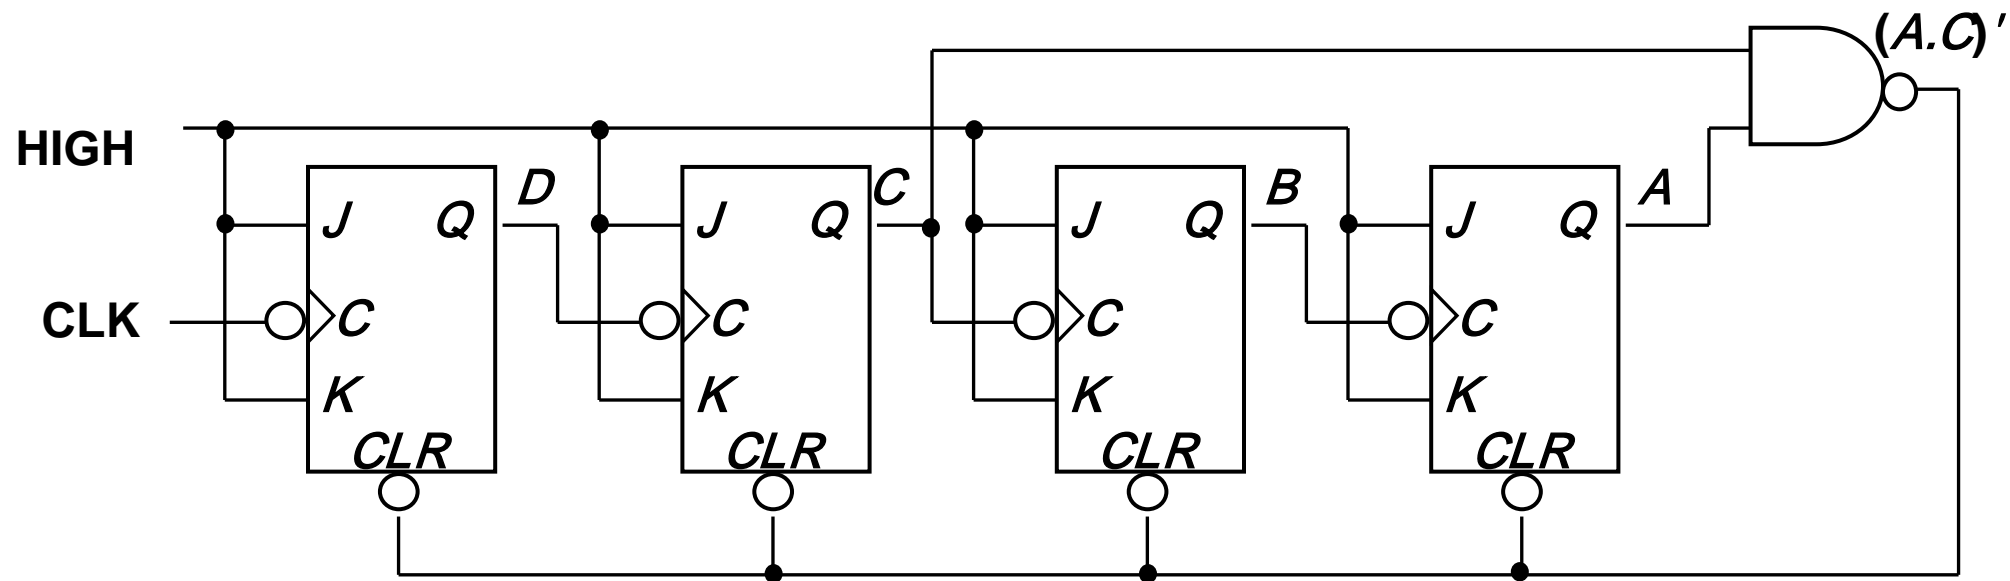 (A.C)'
HIGH
D C B A
J Q J Q J Q J Q
CLK
C C C C
K K K K
CLR CLR CLR CLR